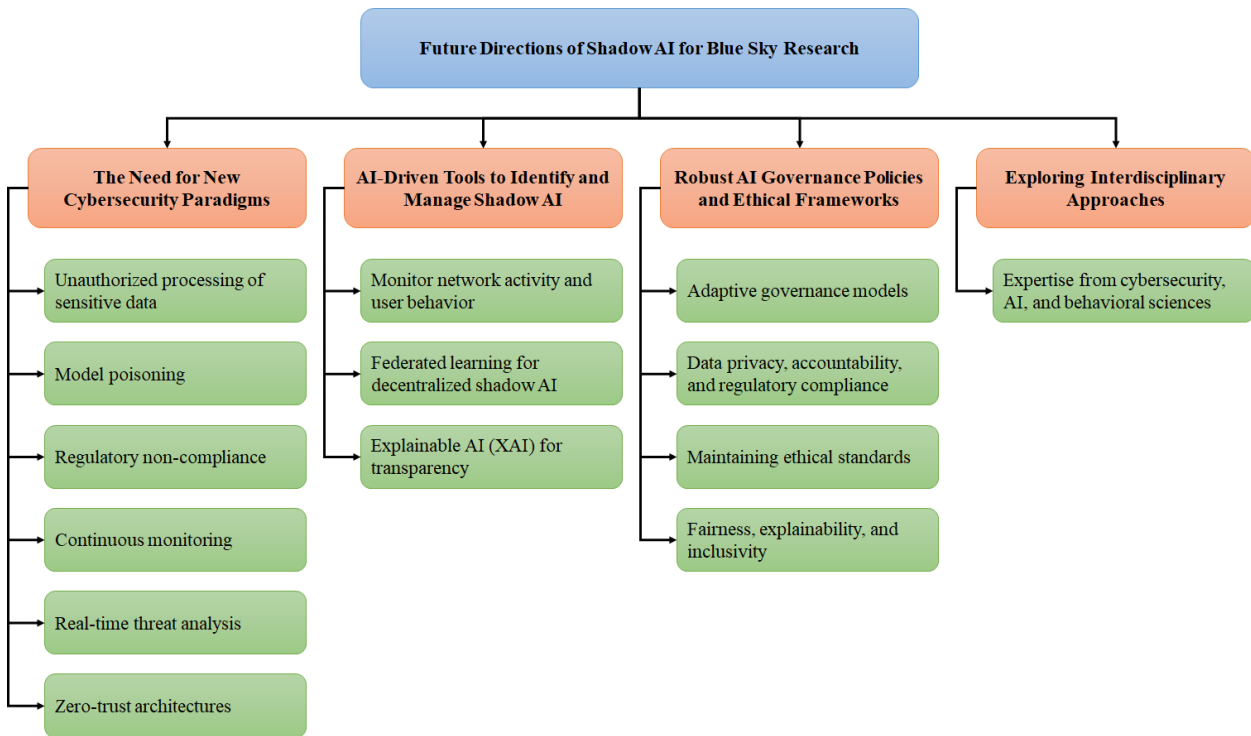 Future Directions of Shadow AI for Blue Sky Research
The Need for New
Cybersecurity Paradigms
Unauthorized processing of
sensitive data
Model poisoning
Regulatory non-compliance
Continuous monitoring
Real-time threat analysis
Zero-trust architectures
AI-Driven Tools to Identify and
Manage Shadow AI
Monitor network activity and
user behavior
Federated learning for
decentralized shadow AI
Explainable AI (XAI) for
transparency
Robust AI Governance Policies
and Ethical Frameworks
Adaptive governance models
Data privacy, accountability,
and regulatory compliance
Maintaining ethical standards
Fairness, explainability, and
inclusivity
Exploring Interdisciplinary
Approaches
Expertise from cybersecurity,
AI, and behavioral sciences